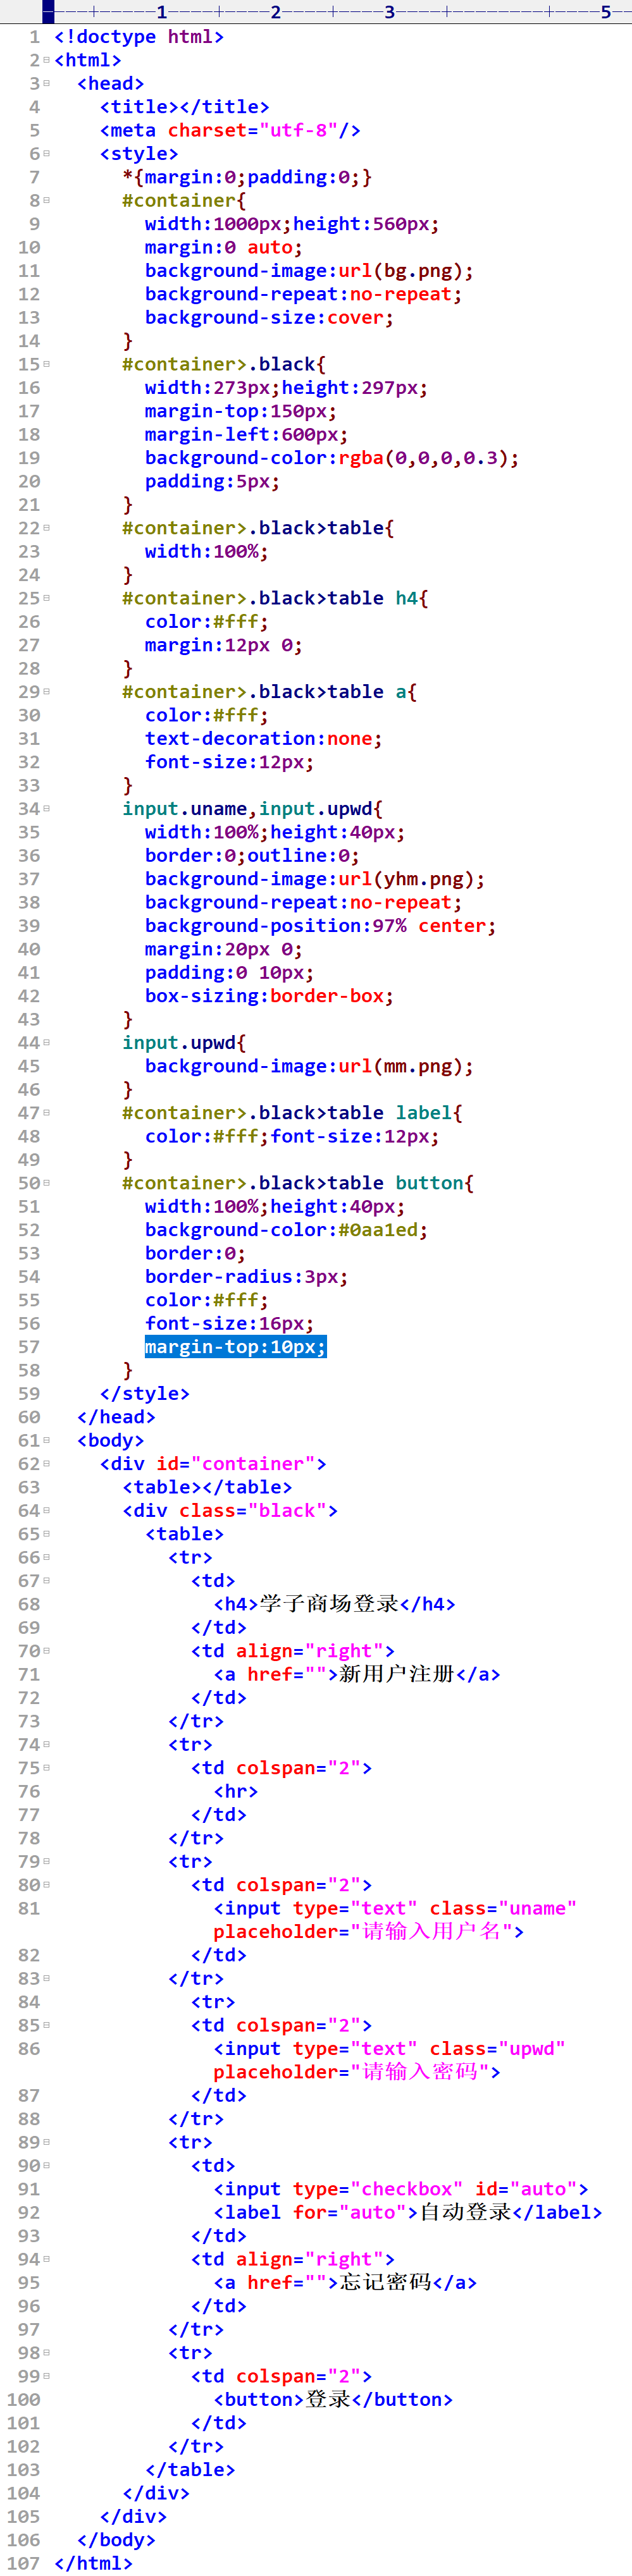 1 2 3 5
1 <!doctype html>
2 <html>
3 <head>
4 <title></title>
5 <meta charset="utf-8"/>
6 <style>
7 *{margin:0;padding:0;}
8 #container{
9 width:1000px;height:560px;
10 margin:0 auto;
11 background-image:url(bg.png);
12 background-repeat:no-repeat;
13 background-size:cover;
14 }
15 #container>.black{
16 width:273px;height:297px;
17 margin-top:150px;
18 margin-left:600px;
19 background-color:rgba(0,0,0,0.3);
20 padding:5px;
21 }
22 #container>.black>table{
23 width:100%;
24 }
25 #container>.black>table h4{
26 color:#fff;
27 margin:12px 0;
28 }
29 #container>.black>table a{
30 color:#fff;
31 text-decoration:none;
32 font-size:12px;
33 }
34 input.uname,input.upwd{
35 width:100%;height:40px;
36 border:0;outline:0;
37 background-image:url(yhm.png);
38 background-repeat:no-repeat;
39 background-position:97% center;
40 margin:20px 0;
41 padding:0 10px;
42 box-sizing:border-box;
43 }
44 input.upwd{
45 background-image:url(mm.png);
46 }
47 #container>.black>table label{
48 color:#fff;font-size:12px;
49 }
50 #container>.black>table button{
51 width:100%;height:40px;
52 background-color:#0aa1ed;
53 border:0;
54 border-radius:3px;
55 color:#fff;
56 font-size:16px;
57 margin-top:10px;
58 }
59 </style>
60 </head>
61 <body>
62 <div id="container">
63 <table></table>
64 <div class="black">
65 <table>
66 <tr>
67 <td>
68 <h4>学子商场登录</h4>
69 </td>
70 <td align="right">
71 <a href="">新用户注册</a>
72 </td>
73 </tr>
74 <tr>
75 <td colspan="2">
76 <hr>
77 </td>
78 </tr>
79 <tr>
80 <td colspan="2">
81 <input type="text" class="uname"
placeholder="请输入用户名">
82 </td>
83 </tr>
84 <tr>
85 <td colspan="2">
86 <input type="text" class="upwd"
placeholder="请输入密码">
87 </td>
88 </tr>
89 <tr>
90 <td>
91 <input type="checkbox" id="auto">
92 <label for="auto">自动登录</label>
93 </td>
94 <td align="right">
95 <a href="">忘记密码</a>
96 </td>
97 </tr>
98 <tr>
99 <td colspan="2">
100 <button>登录</button>
101 </td>
102 </tr>
103 </table>
104 </div>
105 </div>
106 </body>
107 </html>